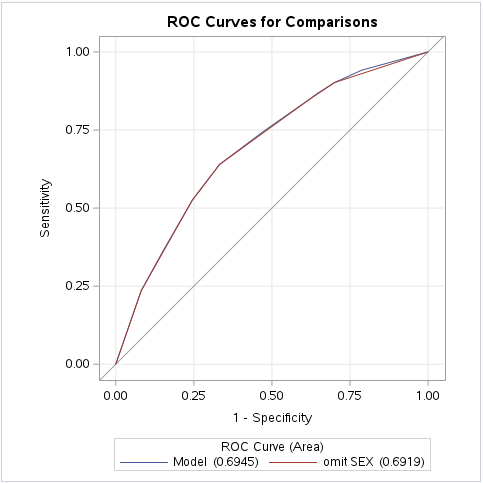 ROC Curves for Comparisons
1.00
0.75
0.50
0.25
0.00
Sensitivity
0.00 0.25 0.50 0.75 1.00
1 - Specificity
ROC Curve (Area)
Model (0.6945) omit SEX (0.6919)